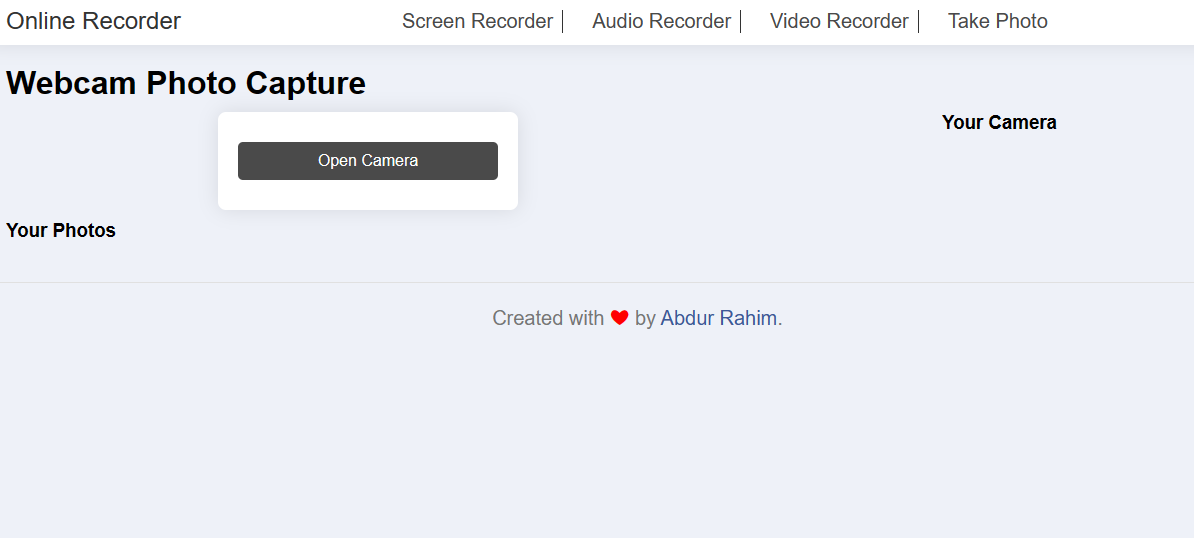 Online Recorder Screen Recorder Audio Recorder Video Recorder Take Photo
Webcam Photo Capture
Open Camera
Your Camera
Your Photos
Created with ❤ by Abdur Rahim.